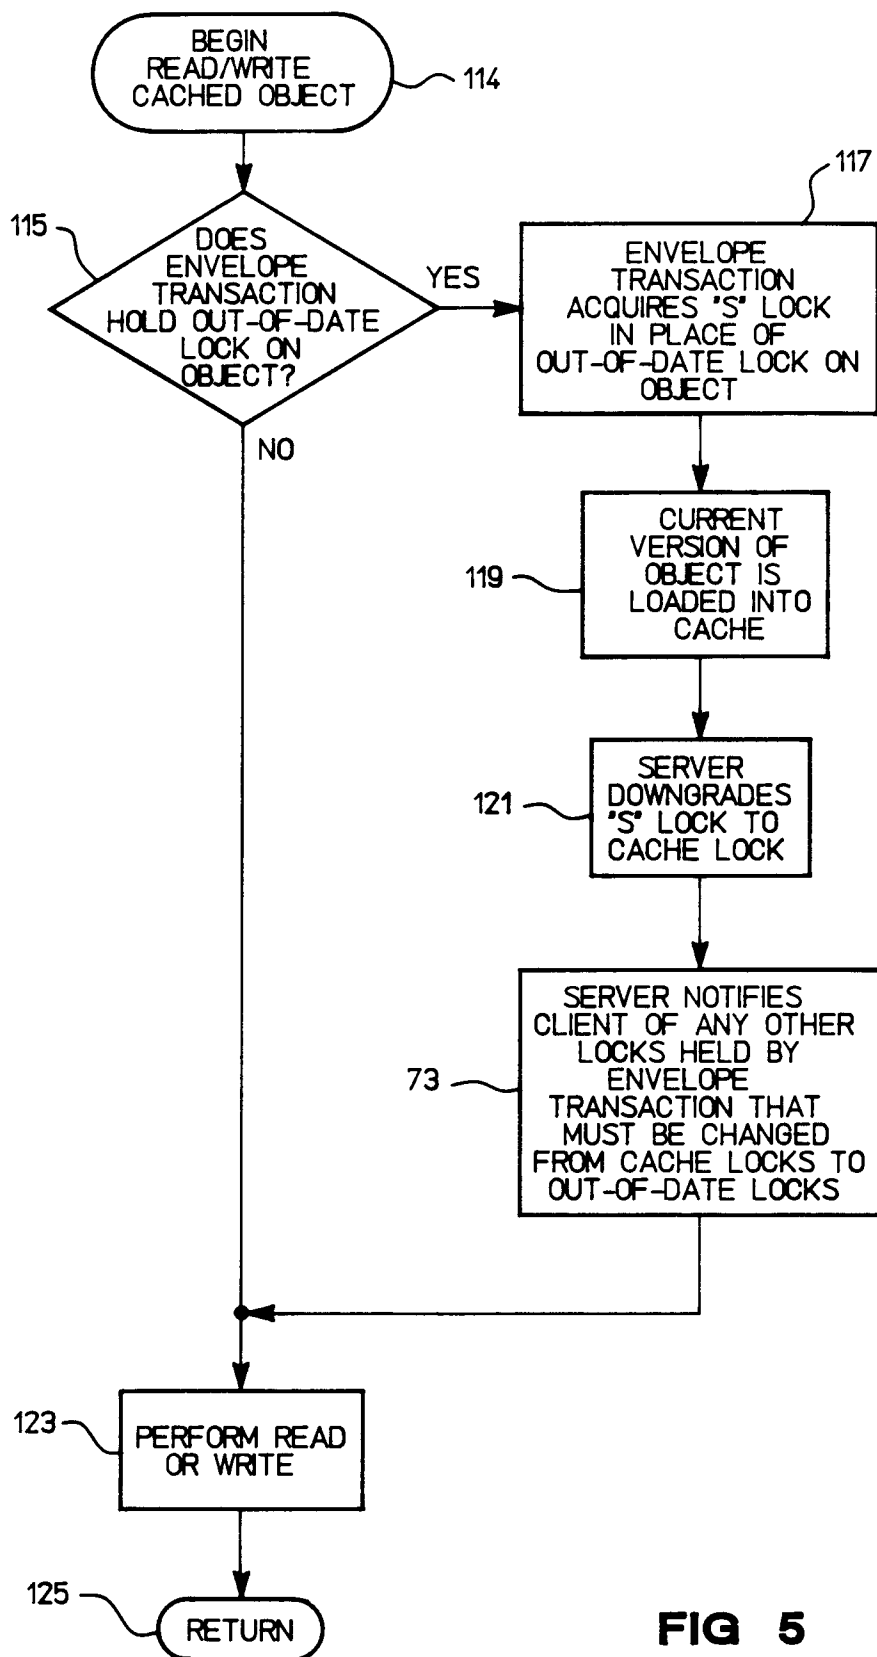 BEGIN
READ/WRITE
CACHED OBJECT
114
115
DOES
ENVELOPE
TRANSACTION
HOLD OUT-OF-DATE
LOCK ON
OBJECT?
YES
NO
117
ENVELOPE
TRANSACTION
ACQUIRES "S" LOCK
IN PLACE OF
OUT-OF-DATE LOCK ON
OBJECT
119
CURRENT
VERSION OF
OBJECT IS
LOADED INTO
CACHE
121
SERVER
DOWNGRADES
"S" LOCK TO
CACHE LOCK
73
SERVER NOTIFIES
CLIENT OF ANY OTHER
LOCKS HELD BY
ENVELOPE
TRANSACTION THAT
MUST BE CHANGED
FROM CACHE LOCKS TO
OUT-OF-DATE LOCKS
123
PERFORM READ
OR WRITE
125
RETURN
FIG 5